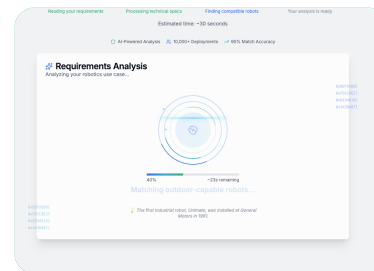 Reading your requirements
Processing technical specs
Finding compatible robots
Your analysis is ready
Estimated time: ~30 seconds
AI-Powered Analysis
10,000+ Deployments
95% Match Accuracy
Requirements Analysis
Analyzing your robotics use case...
40%
~23s remaining
Matching outdoor-capable robots...
The first industrial robot, Unimate, was installed at General
Motors in 1961.